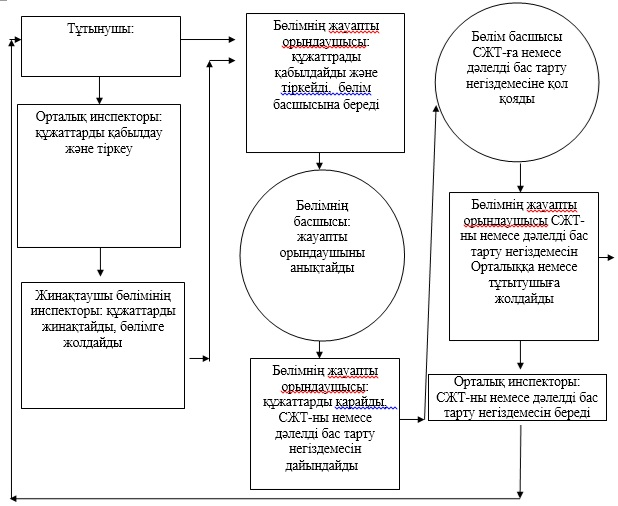 Тұтынушы:
Орталық инспекторы:
құжаттарды қабылдау
және тіркеу
Жинақтаушы бөлімінің
инспекторы: құжаттарды
жинақтайды, бөлімге
жолдайды
Бөлімнің жауапты
орындаушысы:
құжаттрады
қабылдайды және
тіркейді, бөлім
басшысына береді
Бөлімнің
басшысы:
жауапты
орындаушыны
анықтайды
Бөлімнің жауапты
орындаушысы:
құжаттарды қарайды,
СЖТ-ны немесе
дәлелді бас тарту
негіздемесін
дайындайды
Бөлім басшысы
СЖТ-ға немесе
дәлелді бас тарту
негіздемесіне қол
қояды
Бөлімнің жауапты
орындаушысы СЖТ-
ны немесе дәлелді бас
тарту негіздемесін
Орталыққа немесе
тұтытушыға
жолдайды
Орталық инспекторы:
СЖТ-ны немесе дәлелді бас
тарту негіздемесін береді